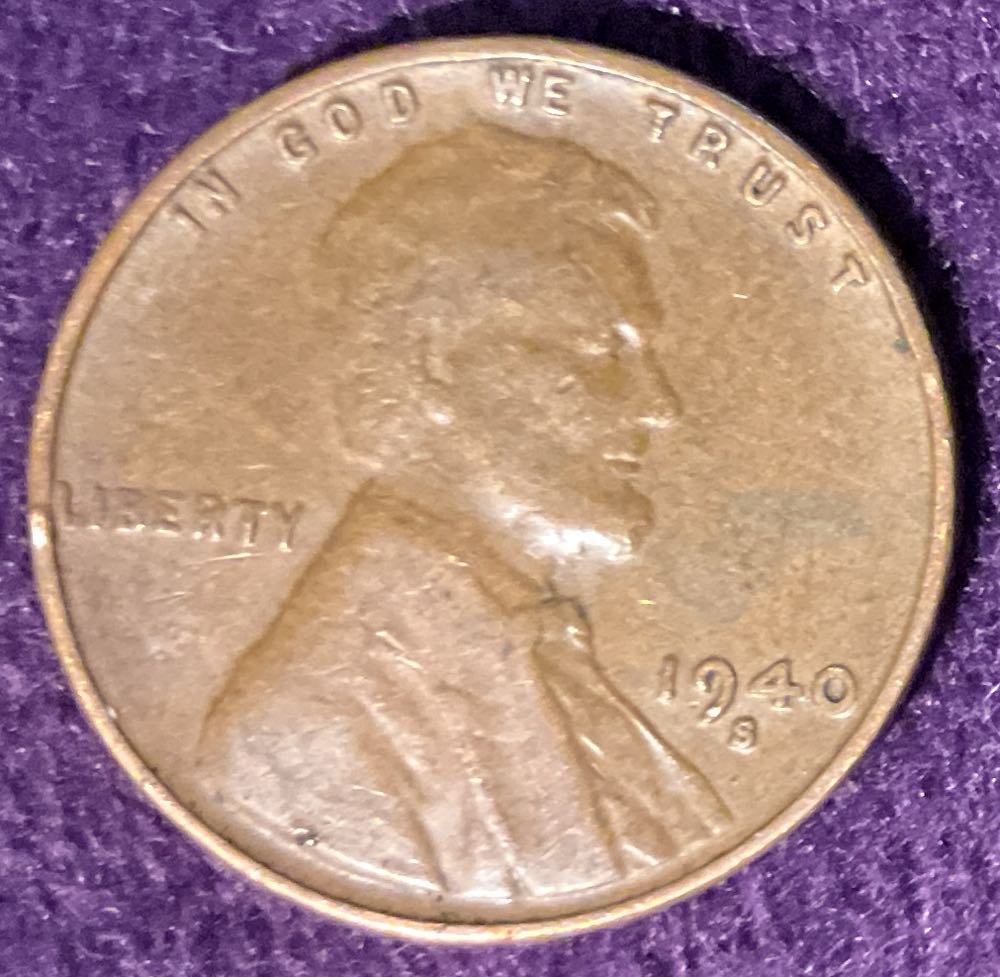 IN GOD WE TRUST
LIBERTY
1940
S